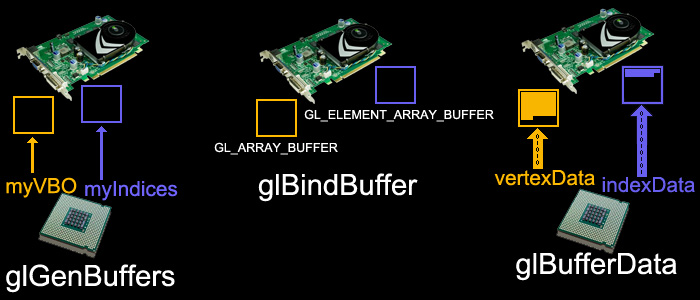 myVBO
myIndices
glGenBuffers
GL_ELEMENT_ARRAY_BUFFER
GL_ARRAY_BUFFER
glBindBuffer
vertexData
indexData
glBufferData